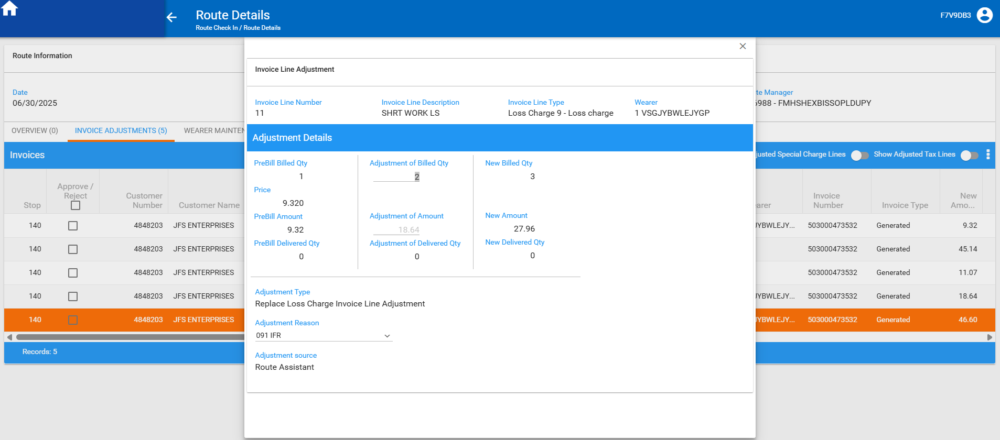 Route Details
Route Check In / Route Details
F7V9DB3
Route Information
Date
06/30/2025
te Manager
6988 - FMHSHEXBISSOPLDUPY
OVERVIEW (0)
INVOICE ADJUSTMENTS (5)
WEARER MAINTEN
Invoices
justed Special Charge Lines
Show Adjusted Tax Lines
Stop
Approve / Reject
Customer Number
Customer Name
earer
Invoice Number
Invoice Type
New Amo...
140 4848203 JFS ENTERPRISES JYBWLEJY... 503000473532 Generated 9.32
140 4848203 JFS ENTERPRISES 503000473532 Generated 45.14
140 4848203 JFS ENTERPRISES 503000473532 Generated 11.07
140 4848203 JFS ENTERPRISES JYBWLEJY... 503000473532 Generated 18.64
140 4848203 JFS ENTERPRISES JYBWLEJY... 503000473532 Generated 46.60
Records: 5
Invoice Line Adjustment
Invoice Line Number
11
Invoice Line Description
SHRT WORK LS
Invoice Line Type
Loss Charge 9 - Loss charge
Wearer
1 VSGJYBWLEJYGP
Adjustment Details
PreBill Billed Qty
1
Adjustment of Billed Qty
2
New Billed Qty
3
Price
9.320
PreBill Amount
9.32
Adjustment of Amount
18.64
New Amount
27.96
PreBill Delivered Qty
0
Adjustment of Delivered Qty
0
New Delivered Qty
0
Adjustment Type
Replace Loss Charge Invoice Line Adjustment
Adjustment Reason
091 IFR
Adjustment source
Route Assistant